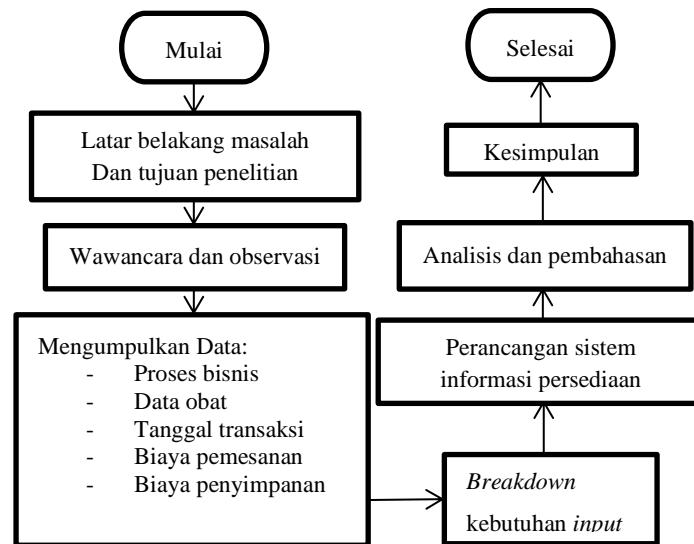 Mulai
Latar belakang masalah
Dan tujuan penelitian
Wawancara dan observasi
Mengumpulkan Data:
- Proses bisnis
- Data obat
- Tanggal transaksi
- Biaya pemesanan
- Biaya penyimpanan
Breakdown
kebutuhan input
Perancangan sistem
informasi persediaan
Analisis dan pembahasan
Kesimpulan
Selesai